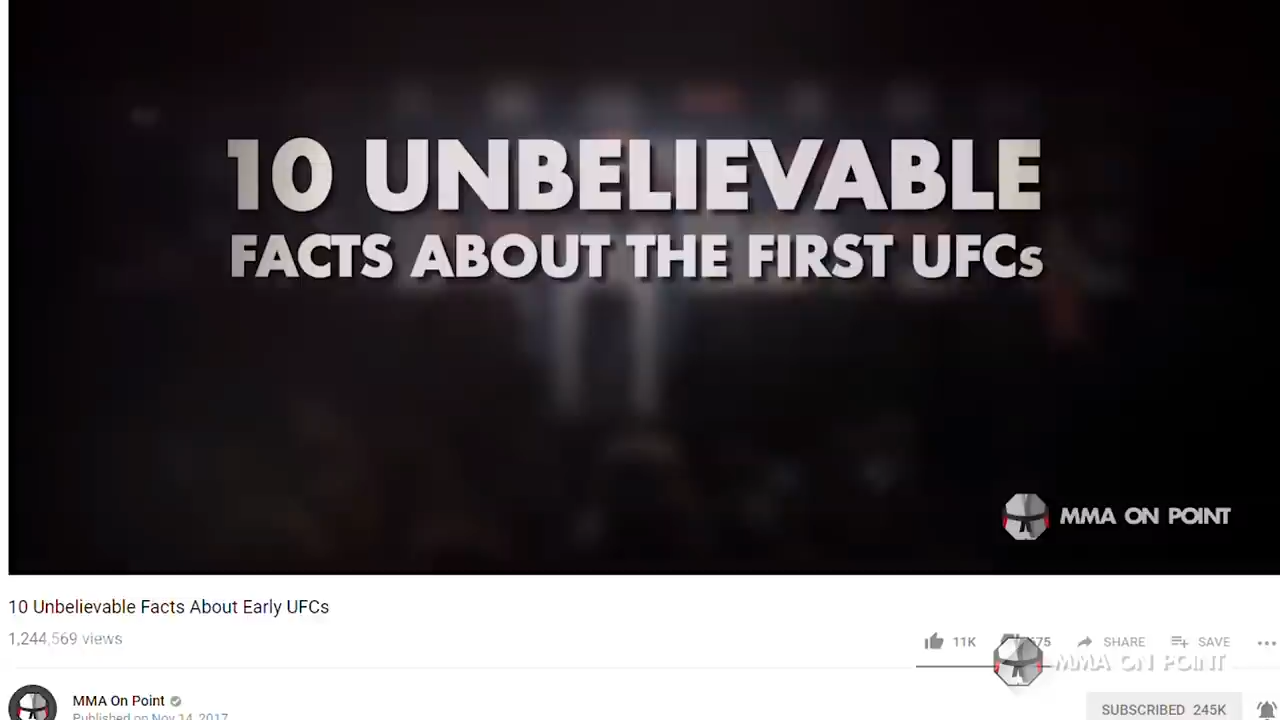 10 UNBELIEVABLE
FACTS ABOUT THE FIRST UFCs
MMA ON POINT
10 Unbelievable Facts About Early UFCs
1,244,569 views
11K
SHARE
SAVE
MMA ON POINT
MMA On Point
Published on Nov 14, 2017
SUBSCRIBED 245K